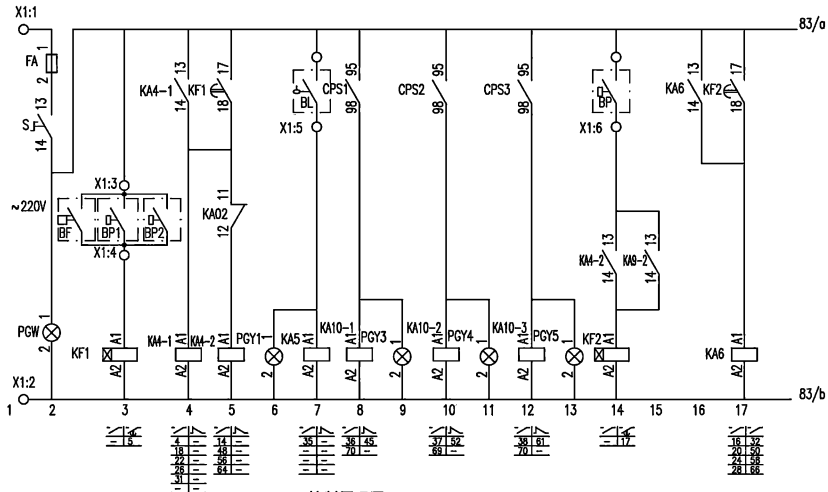 X1:1
83/a
FA
1
2
13
14
S
KA4-1
13
14
KF1
17
18
BL
X1:5
CPS1
95
98
CPS2
95
98
CPS3
95
98
BP
X1:6
KA6
13
14
KF2
17
18
X1:3
~220V
BF
BP1
BP2
X1:4
11
KA02
12
KA4-2
13
14
KA9-2
13
14
PGW
1
2
KF1
A1
A2
KA4-1
A1
A2
KA4-2
A1
A2
PGY1
1
2
KA5
A1
A2
KA10-1
A1
A2
PGY3
1
2
KA10-2
A1
A2
PGY4
1
2
KA10-3
A1
A2
PGY5
1
2
KF2
A1
A2
KA6
A1
A2
X1:2
83/b
1 2 3 4 5 6 7 8 9 10 11 12 13 14 15 16 17
– 5
4 –
18 –
22 –
26 –
31 –
– –
14 –
48 –
56 –
64 –
35 –
– –
– –
– –
36 45
70 –
37 52
69 –
38 61
70 –
– 17
16 32
20 50
24 58
28 66